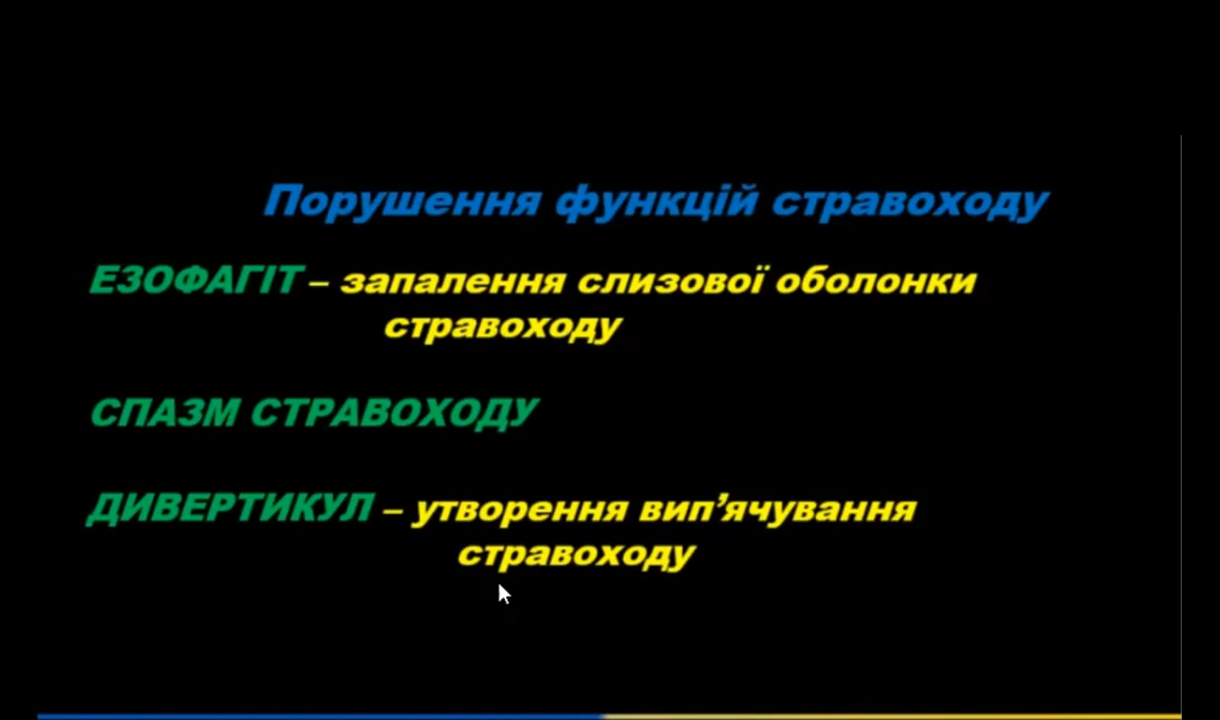 Порушення функцій стравоходу
ЕЗОФАГІТ – запалення слизової оболонки
стравоходу
СПАЗМ СТРАВОХОДУ
ДИВЕРТИКУЛ – утворення вип’ячування
стравоходу